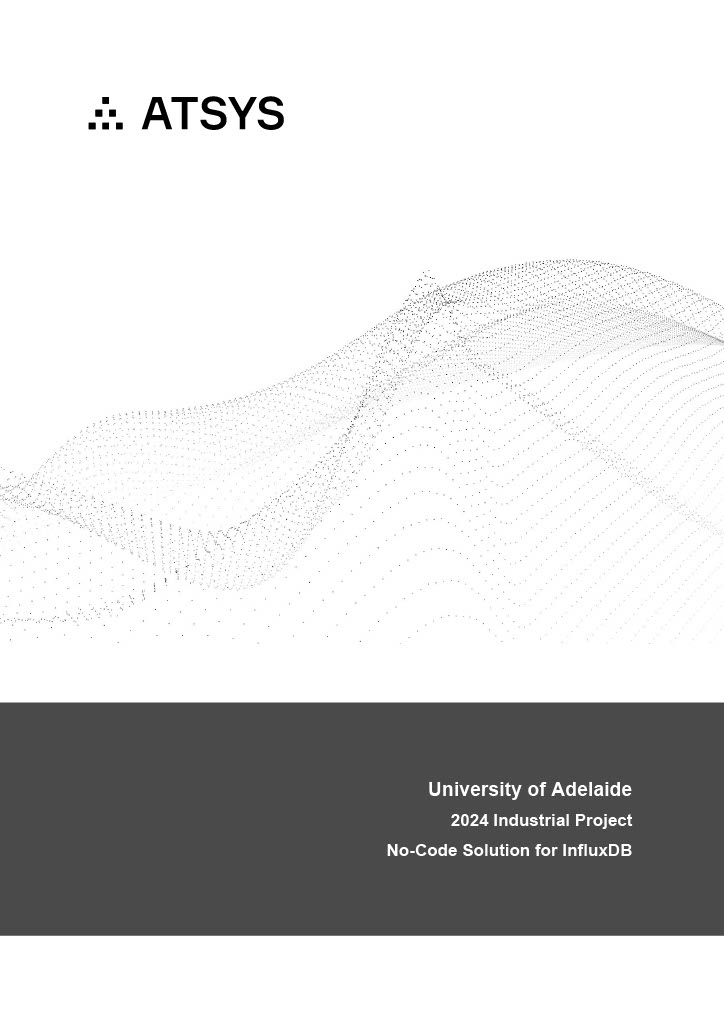 ATSYS
University of Adelaide
2024 Industrial Project
No-Code Solution for InfluxDB